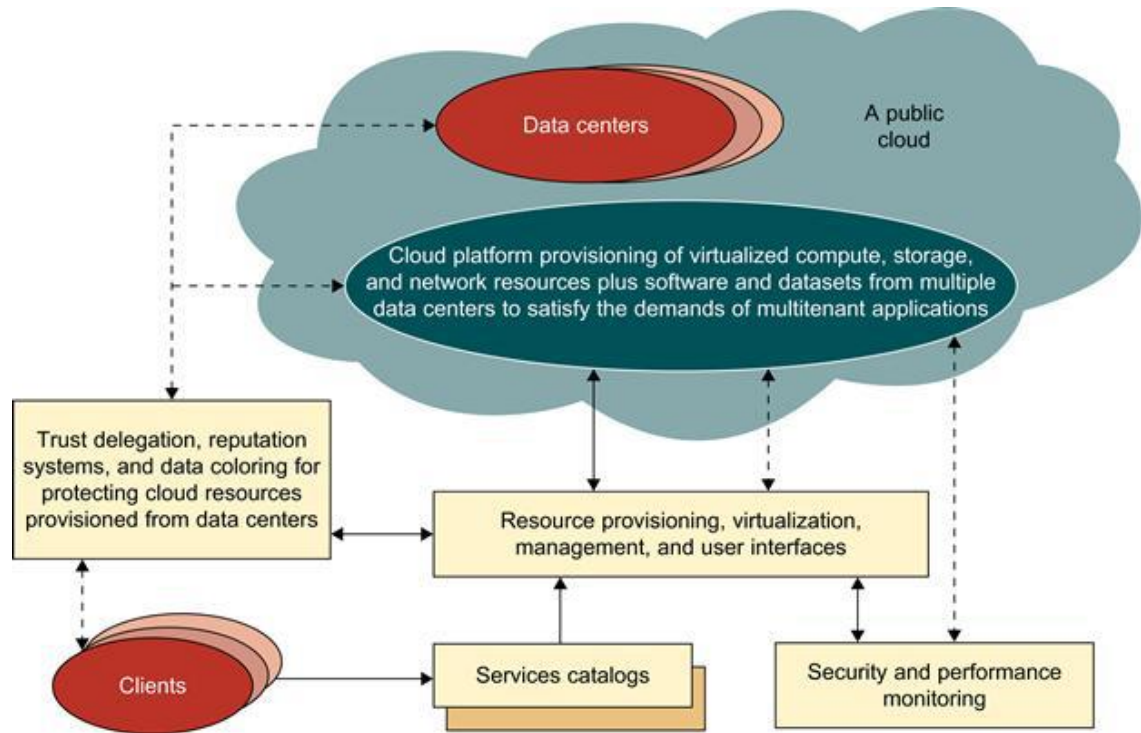 Data centers
A public
cloud
Cloud platform provisioning of virtualized compute, storage,
and network resources plus software and datasets from multiple
data centers to satisfy the demands of multitenant applications
Trust delegation, reputation
systems, and data coloring for
protecting cloud resources
provisioned from data centers
Resource provisioning, virtualization,
management, and user interfaces
Clients
Services catalogs
Security and performance
monitoring